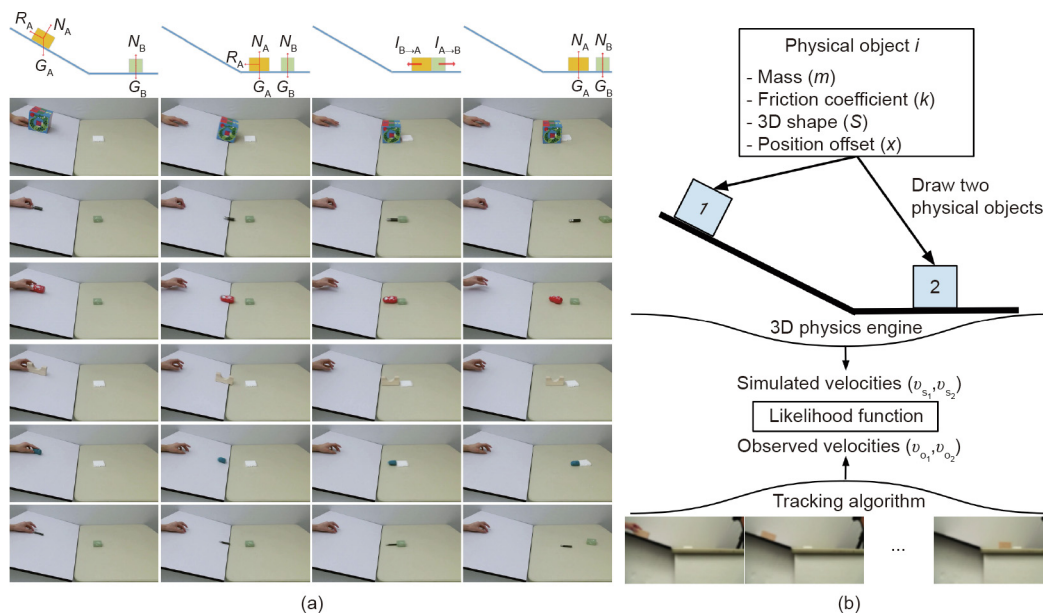 R_A N_A N_B
G_A G_B
R_A N_A N_B
G_A G_B
I_B→A I_A→B
N_A N_B
G_A G_B
(a)
Physical object i
- Mass (m)
- Friction coefficient (k)
- 3D shape (S)
- Position offset (x)
Draw two
physical objects
1
2
3D physics engine
Simulated velocities (v_s₁,v_s₂)
Likelihood function
Observed velocities (v_o₁,v_o₂)
Tracking algorithm
...
(b)